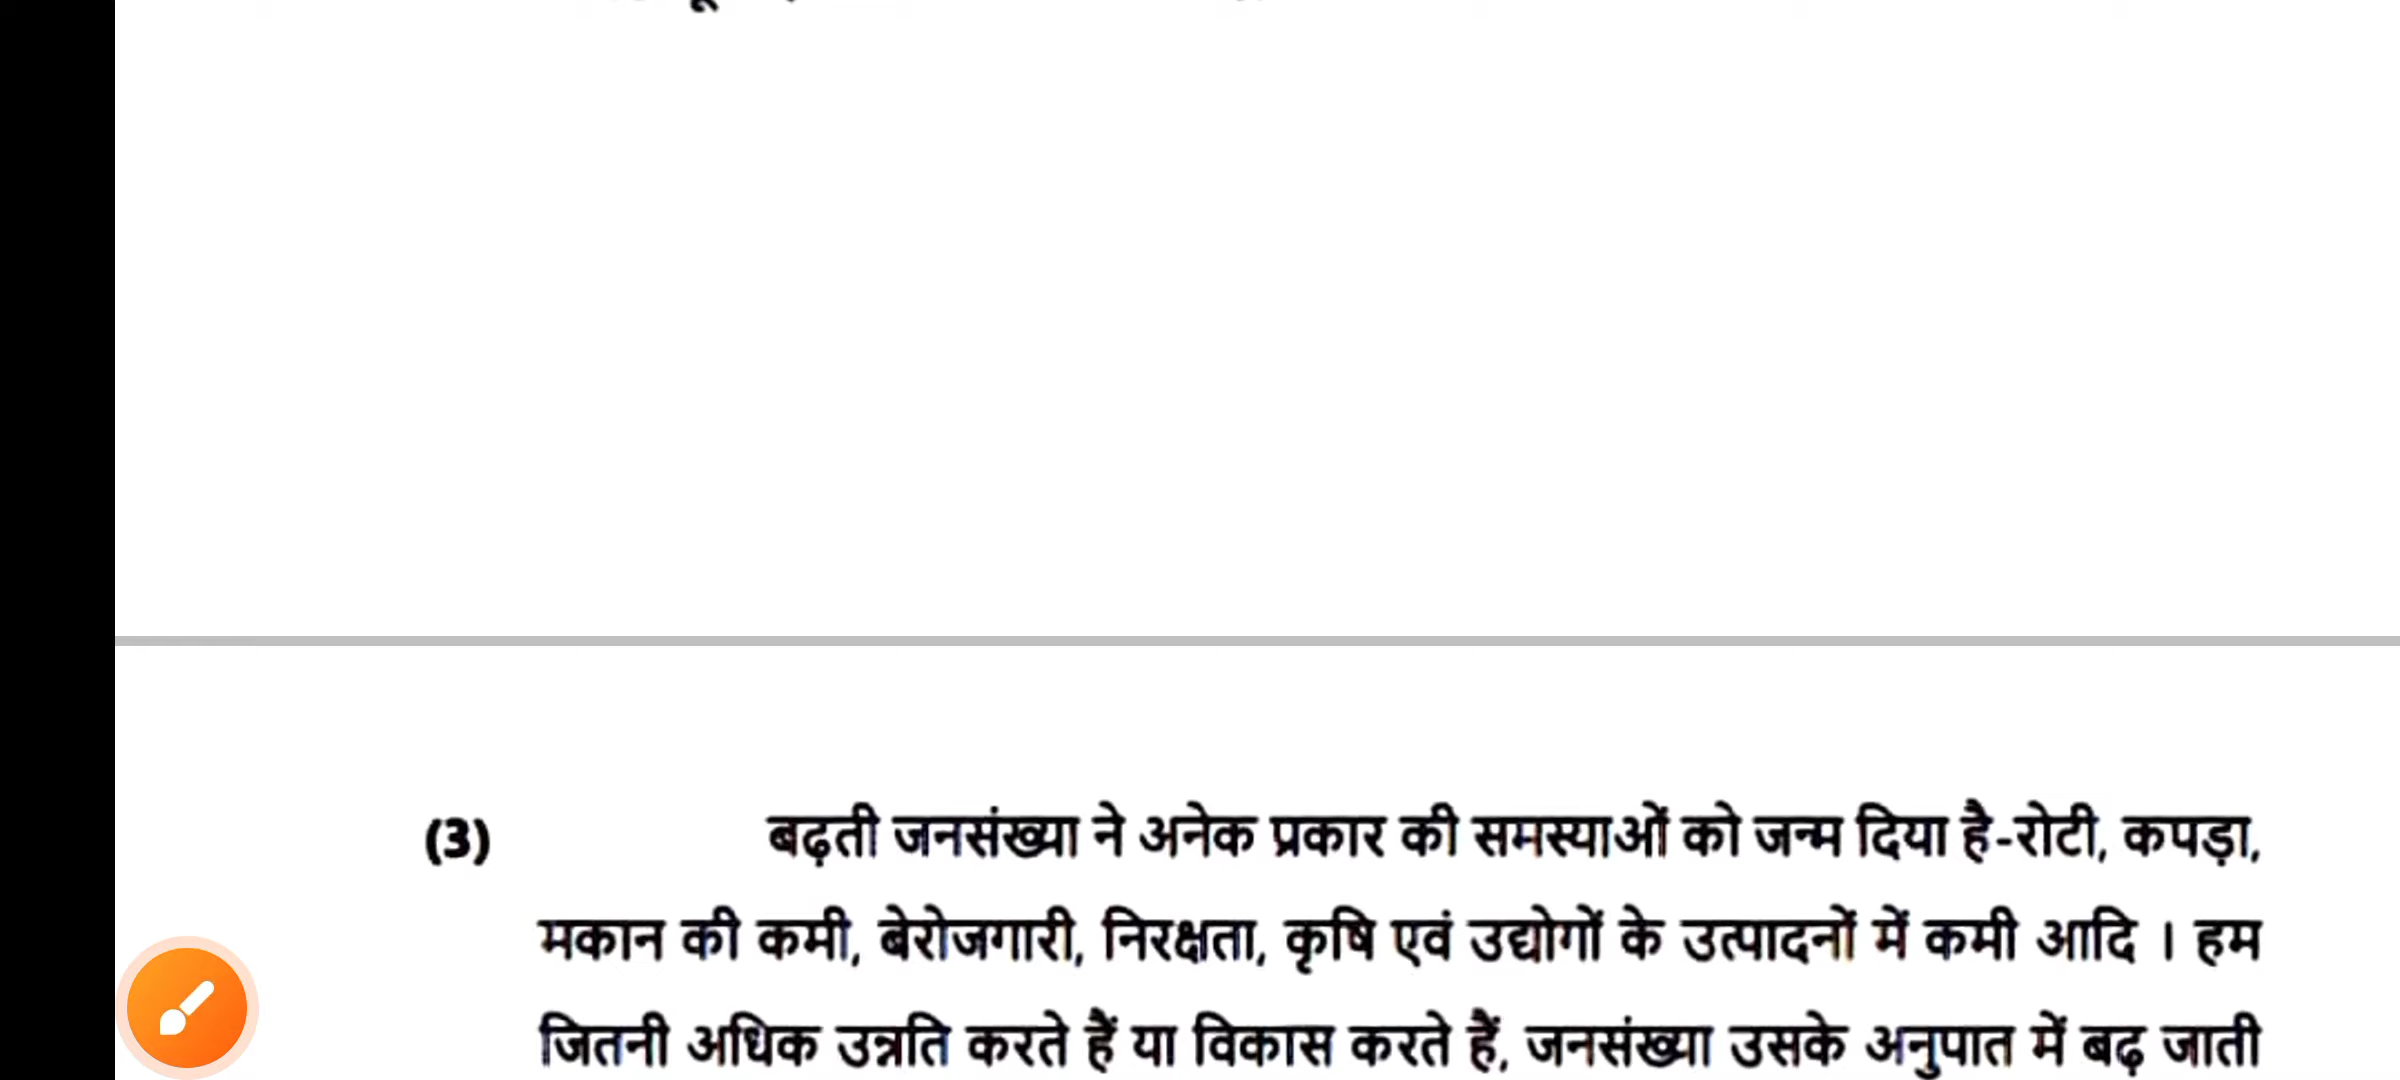 (3) बढ़ती जनसंख्या ने अनेक प्रकार की समस्याओं को जन्म दिया है-रोटी, कपड़ा,
मकान की कमी, बेरोजगारी, निरक्षता, कृषि एवं उद्योगों के उत्पादनों में कमी आदि । हम
जितनी अधिक उन्नति करते हैं या विकास करते हैं, जनसंख्या उसके अनुपात में बढ़ जाती